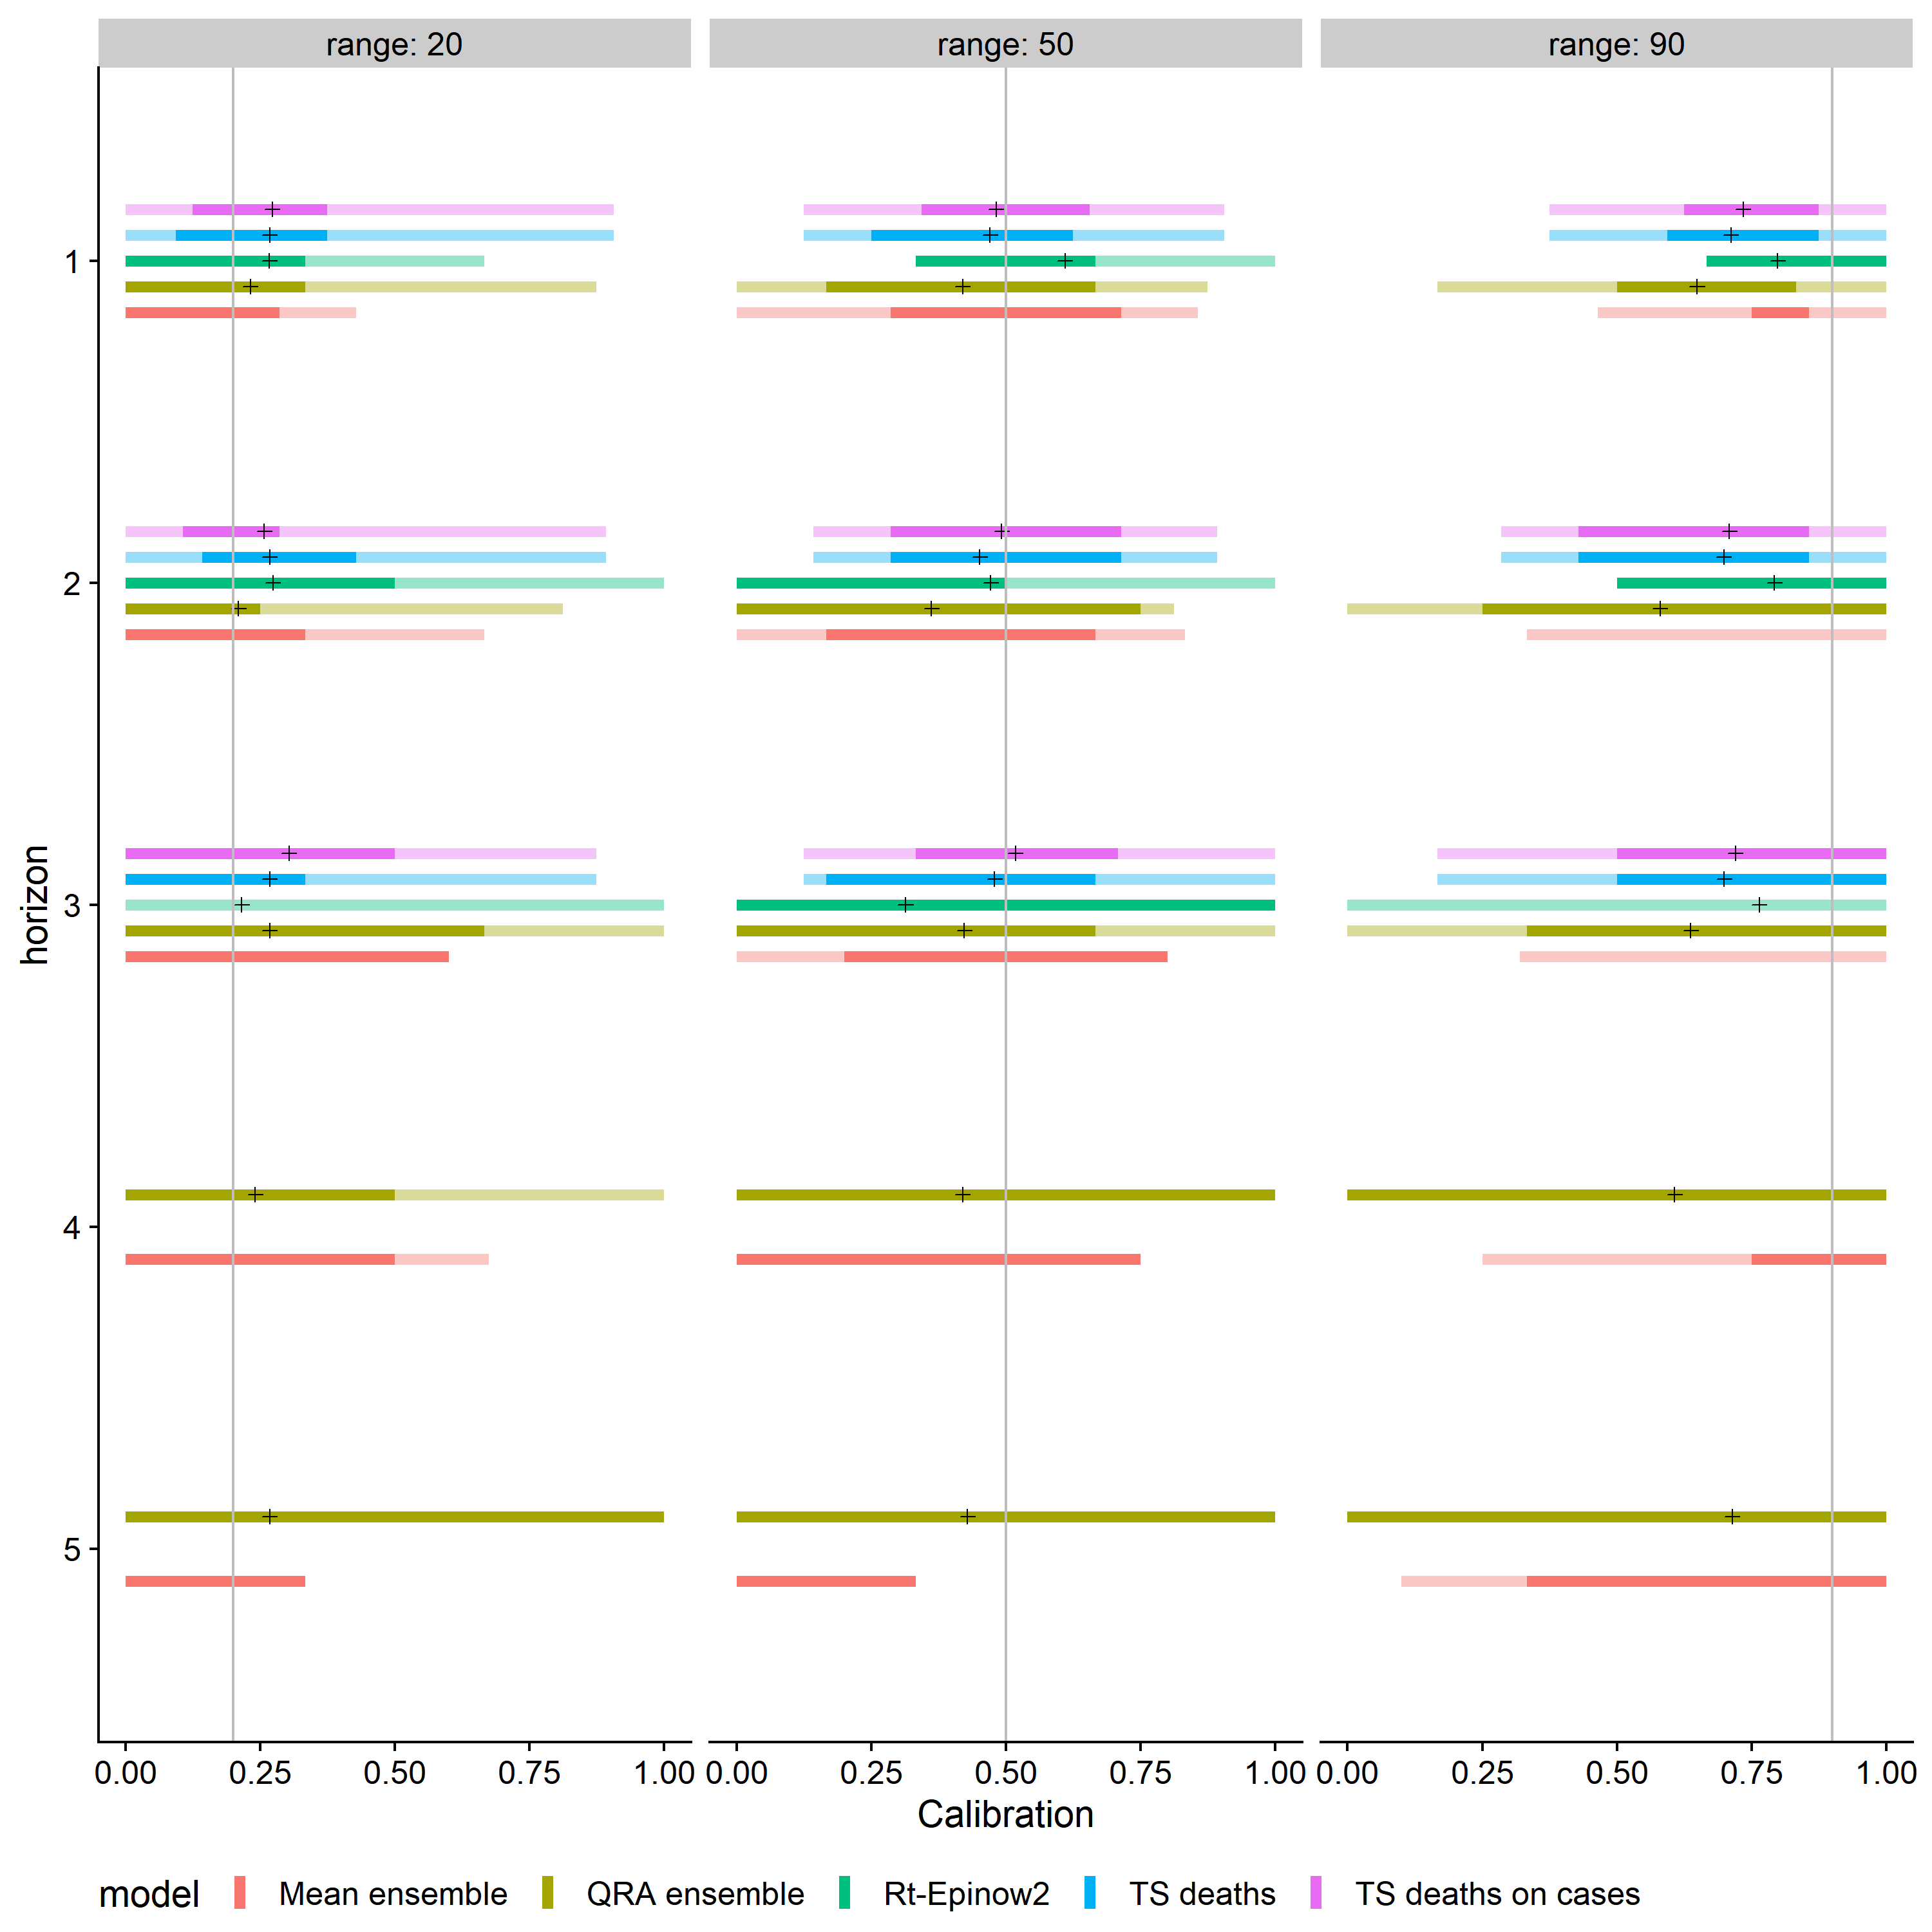 range: 20 range: 50 range: 90
1
2
3
4
5
horizon
0.00 0.25 0.50 0.75 1.00 0.00 0.25 0.50 0.75 1.00 0.00 0.25 0.50 0.75 1.00
Calibration
model Mean ensemble QRA ensemble Rt-Epinow2 TS deaths TS deaths on cases